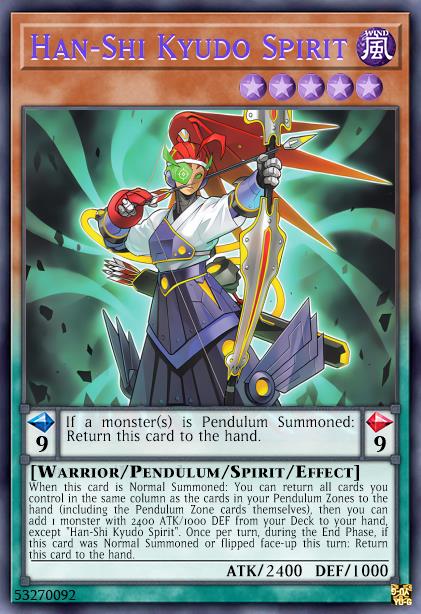 Han-Shi Kyudo Spirit
WIND
風
9
If a monster(s) is Pendulum Summoned:
Return this card to the hand.
9
[Warrior/Pendulum/Spirit/Effect]
When this card is Normal Summoned: You can return all cards you
control in the same column as the cards in your Pendulum Zones to the
hand (including the Pendulum Zone cards themselves), then you can
add 1 monster with 2400 ATK/1000 DEF from your Deck to your hand,
except "Han-Shi Kyudo Spirit". Once per turn, during the End Phase, if
this card was Normal Summoned or flipped face-up this turn: Return
this card to the hand.
ATK/2400 DEF/1000
53270092